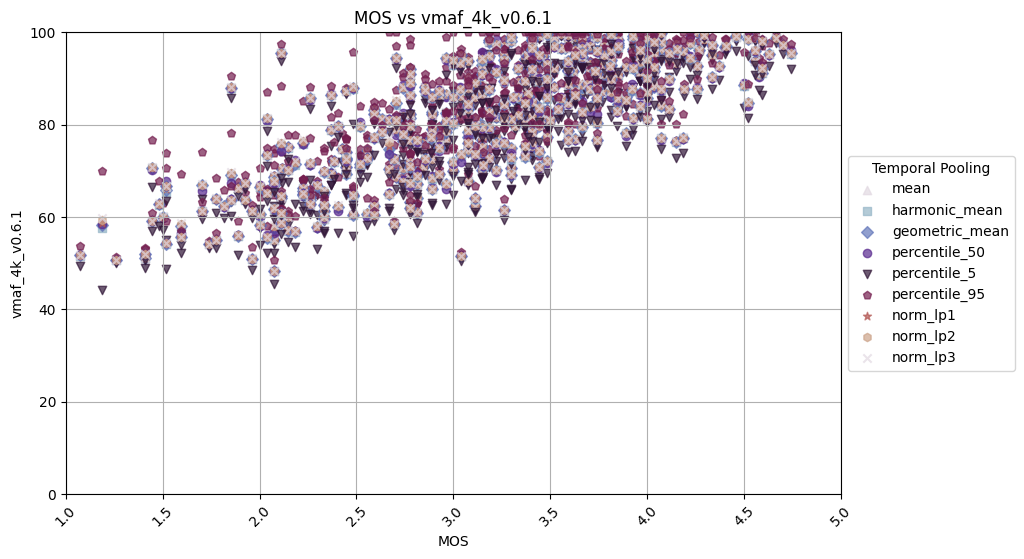 MOS vs vmaf_4k_v0.6.1
100
80
60
40
20
0
vmaf_4k_v0.6.1
1.0
1.5
2.0
2.5
3.0
3.5
4.0
4.5
5.0
MOS
Temporal Pooling
mean
harmonic_mean
geometric_mean
percentile_50
percentile_5
percentile_95
norm_lp1
norm_lp2
norm_lp3